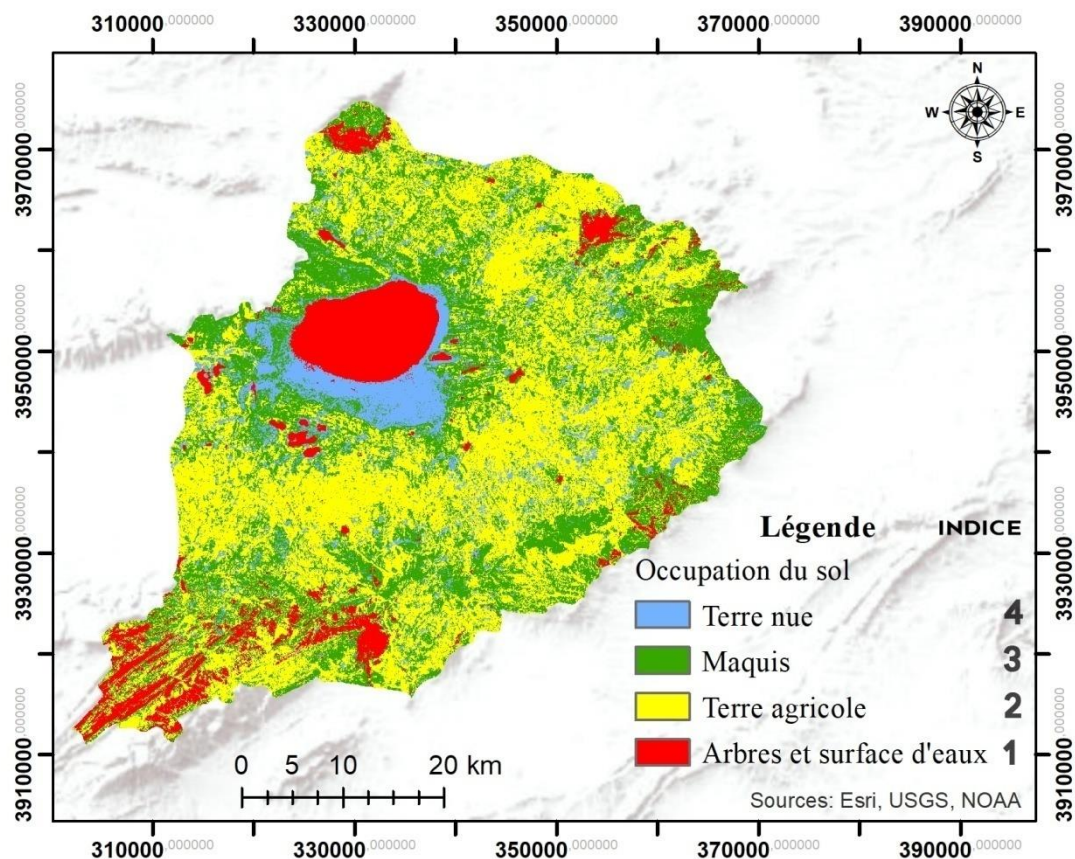 310000,000000 330000,000000 350000,000000 370000,000000 390000,000000
N
W E
S
3970000,000000 3970000,000000
3950000,000000 3950000,000000
3930000,000000 3930000,000000
3910000,000000 3910000,000000
Légende INDICE
Occupation du sol
Terre nue 4
Maquis 3
Terre agricole 2
Arbres et surface d'eaux 1
0 5 10 20 km
Sources: Esri, USGS, NOAA
310000,000000 330000,000000 350000,000000 370000,000000 390000,000000